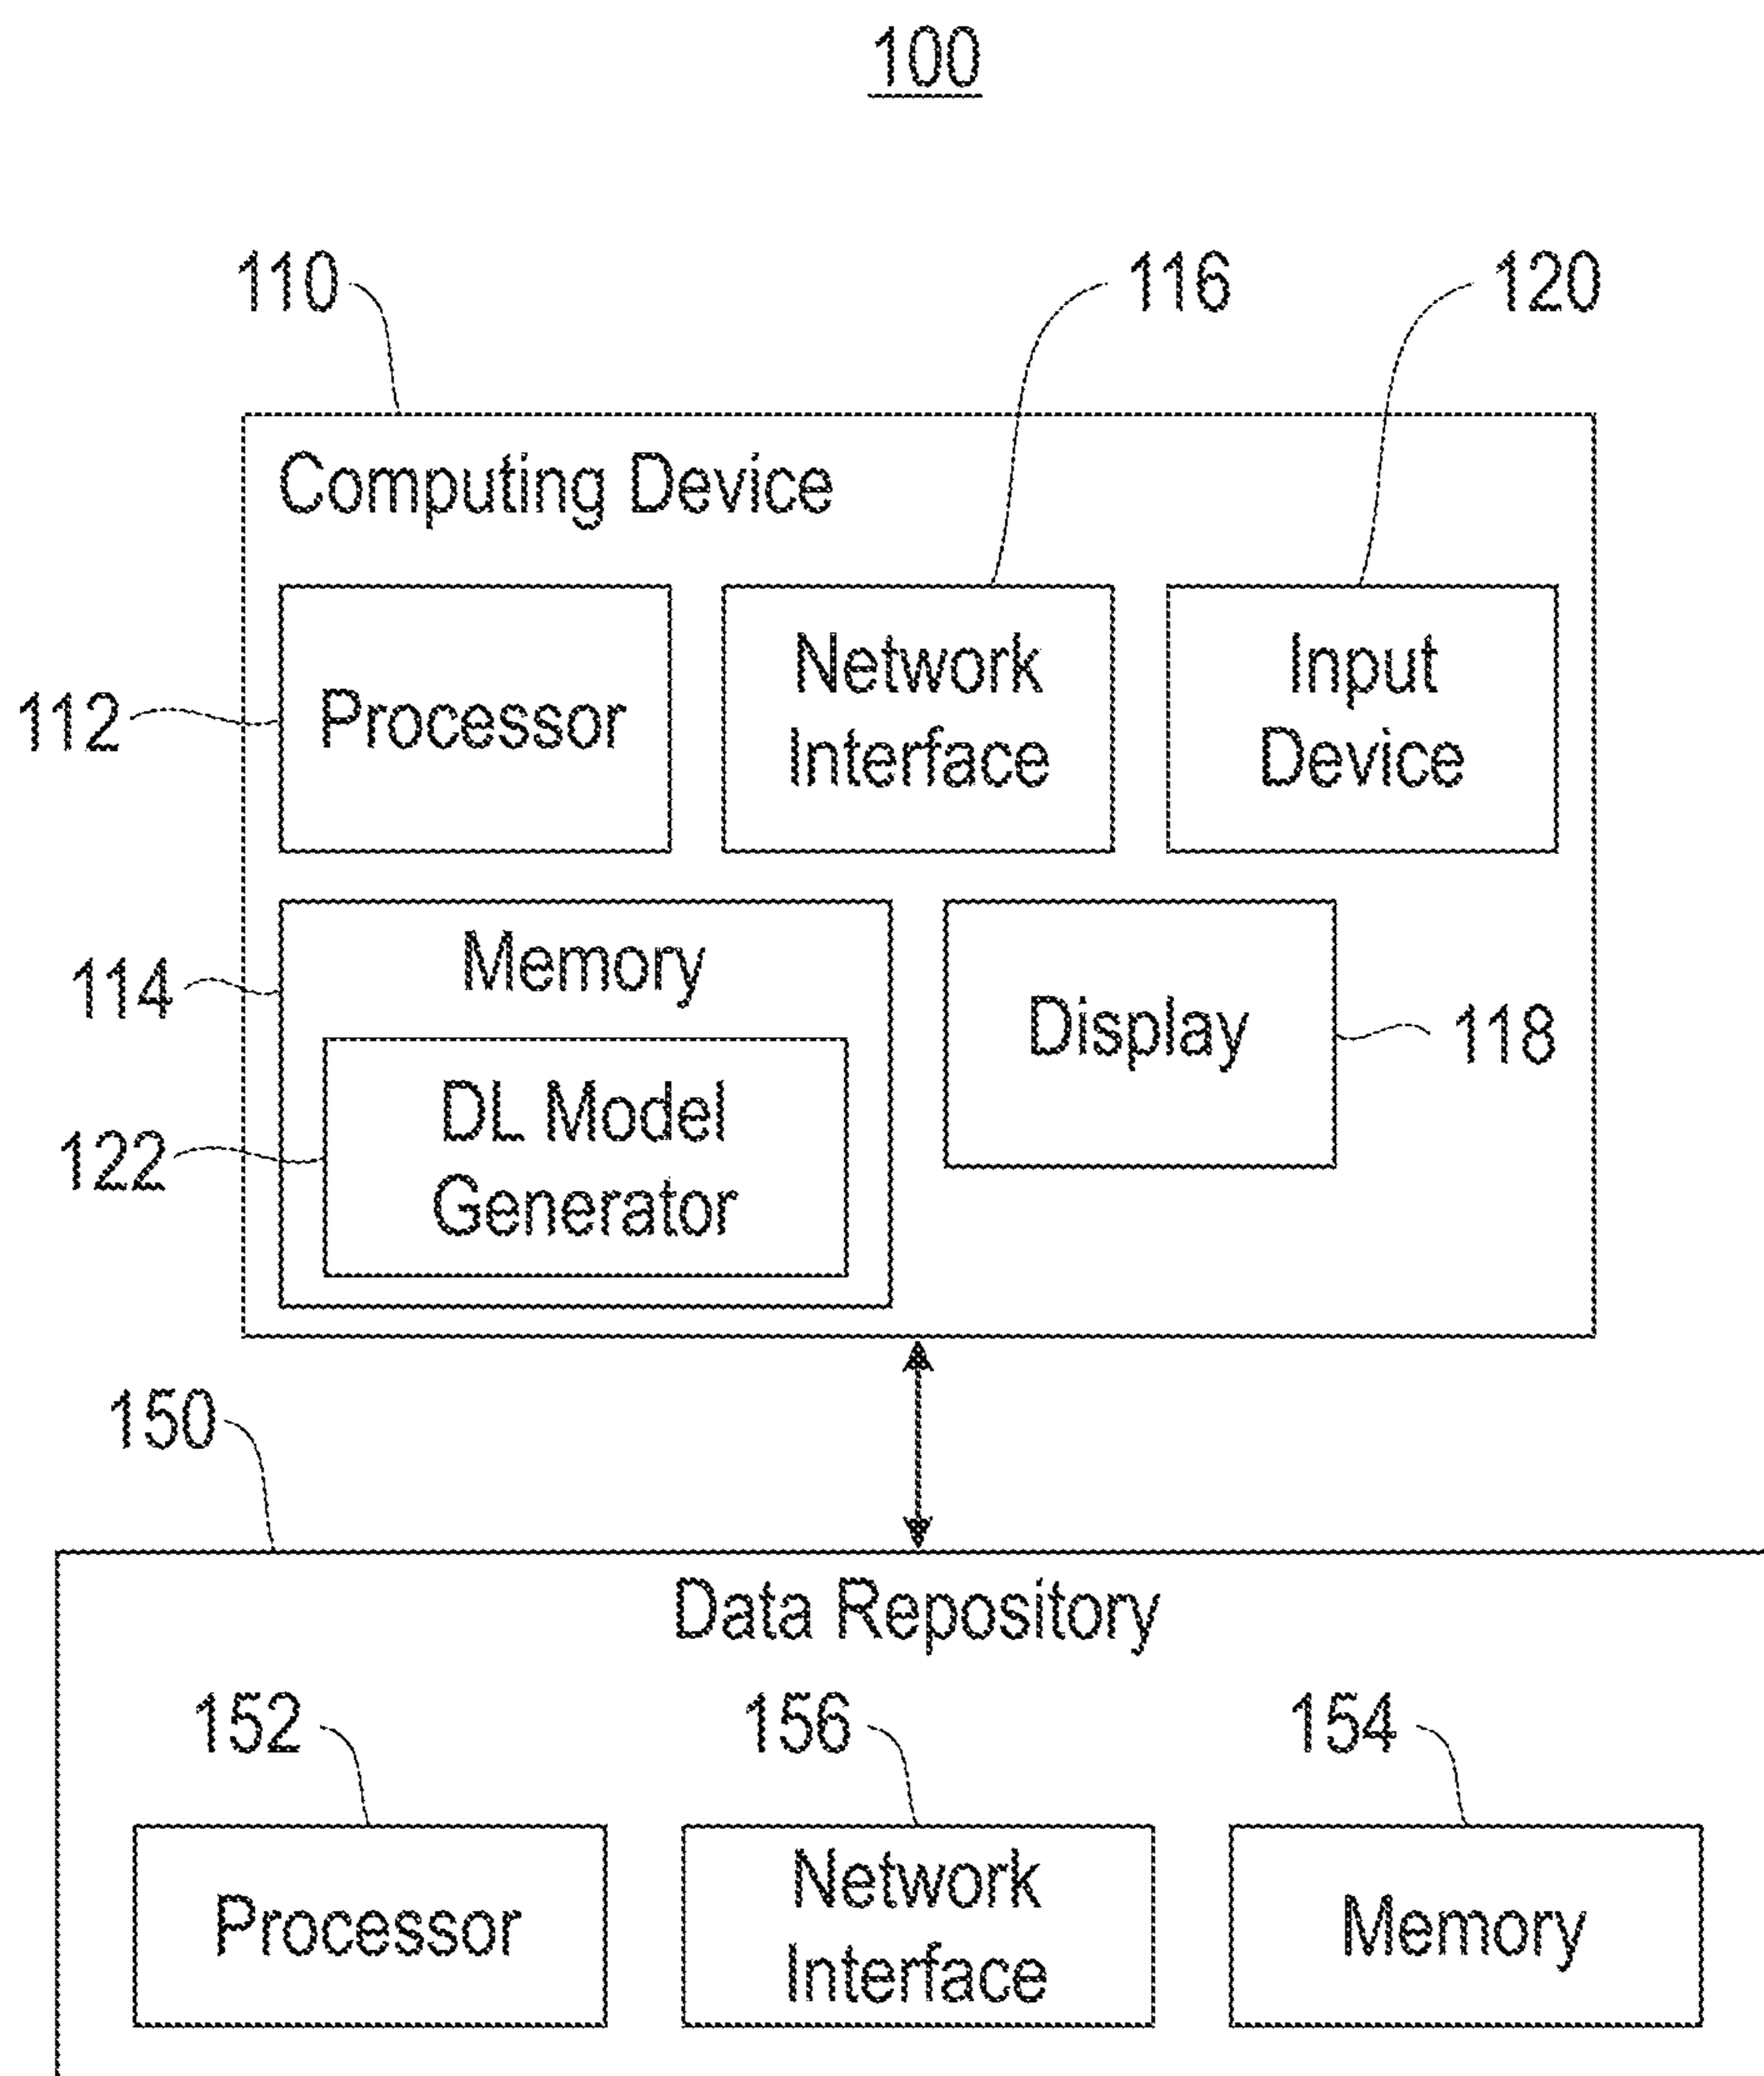 100
110
116
120
Computing Device
112
Processor
Network
Interface
Input
Device
114
Memory
Display
118
122
DL Model
Generator
150
Data Repository
152
156
154
Processor
Network
Interface
Memory